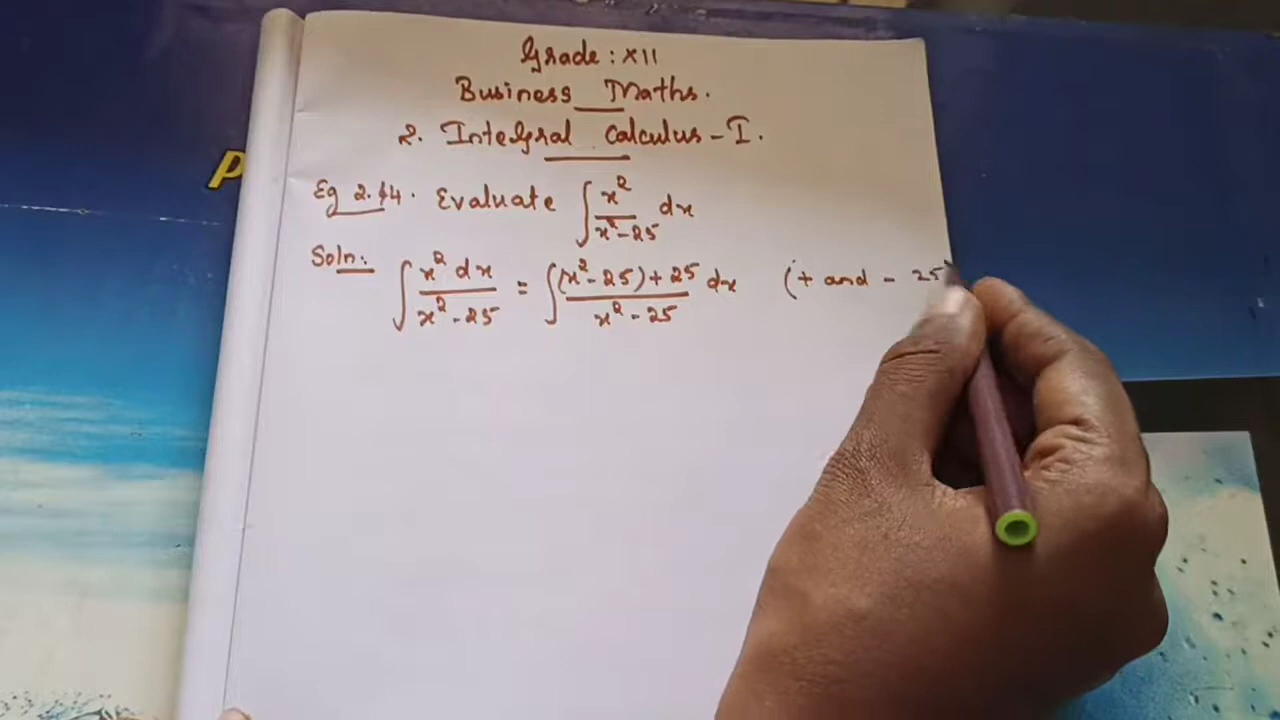 Grade : XII
Business Maths.
2. Integral Calculus - I.
Eg 2.44. Evaluate ∫ x²/(x²-25) dx
Soln: ∫ x² dx/(x²-25) = ∫ ((x²-25)+25)/(x²-25) dx (+ and - 25)
P